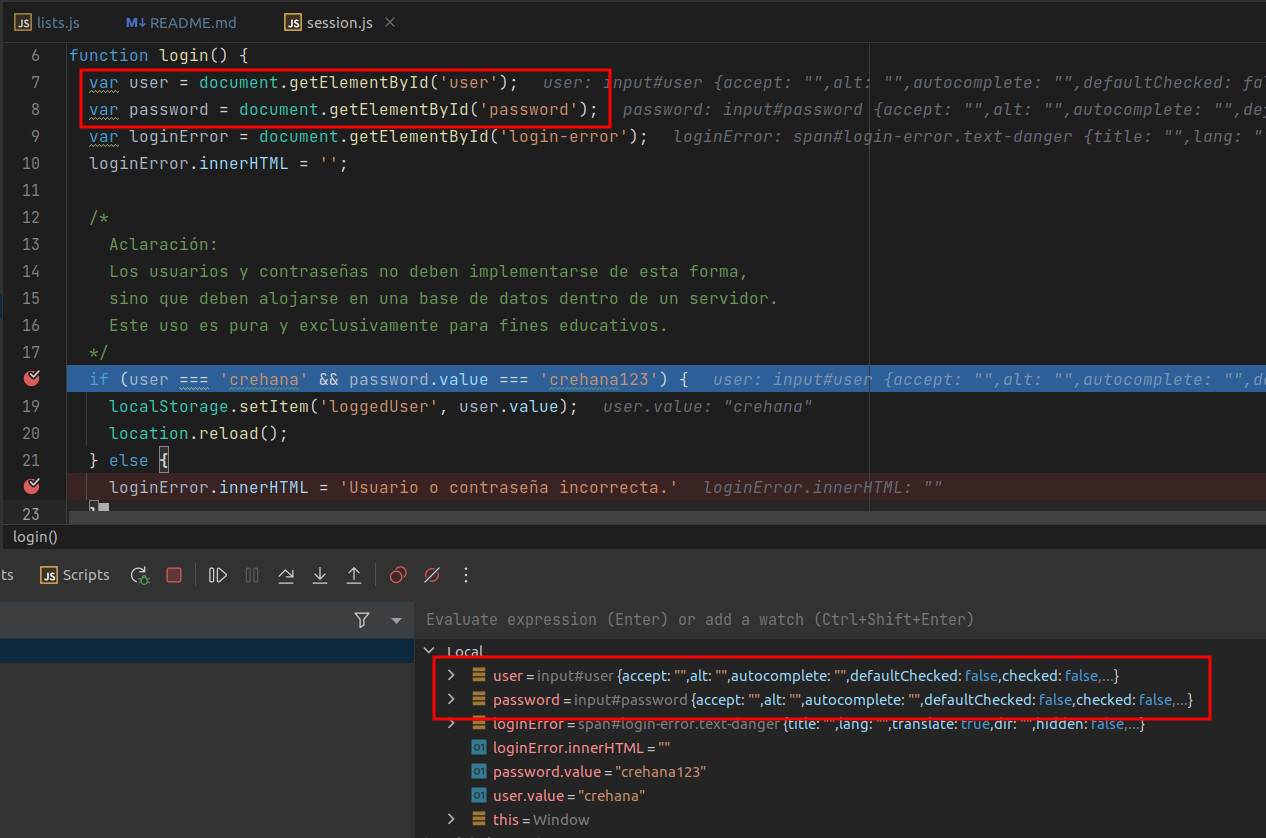 JS lists.js M↓ README.md JS session.js ×
6 function login() {
7 var user = document.getElementById('user'); user: input#user {accept: "",alt: "",autocomplete: "",defaultChecked: fal
8 var password = document.getElementById('password'); password: input#password {accept: "",alt: "",autocomplete: "",def
9 var loginError = document.getElementById('login-error'); loginError: span#login-error.text-danger {title: "",lang: "
10 loginError.innerHTML = '';
11
12 /*
13 Aclaración:
14 Los usuarios y contraseñas no deben implementarse de esta forma,
15 sino que deben alojarse en una base de datos dentro de un servidor.
16 Este uso es pura y exclusivamente para fines educativos.
17 */
if (user === 'crehana' && password.value === 'crehana123') { user: input#user {accept: "",alt: "",autocomplete: "",de
19 localStorage.setItem('loggedUser', user.value); user.value: "crehana"
20 location.reload();
21 } else {
loginError.innerHTML = 'Usuario o contraseña incorrecta.' loginError.innerHTML: ""
23 }
login()
ts JS Scripts
Evaluate expression (Enter) or add a watch (Ctrl+Shift+Enter)
Local
user = input#user {accept: "",alt: "",autocomplete: "",defaultChecked: false,checked: false,...}
password = input#password {accept: "",alt: "",autocomplete: "",defaultChecked: false,checked: false,...}
loginError = span#login-error.text-danger {title: "",lang: "",translate: true,dir: "",hidden: false,...}
01 loginError.innerHTML = ""
01 password.value = "crehana123"
01 user.value = "crehana"
this = Window